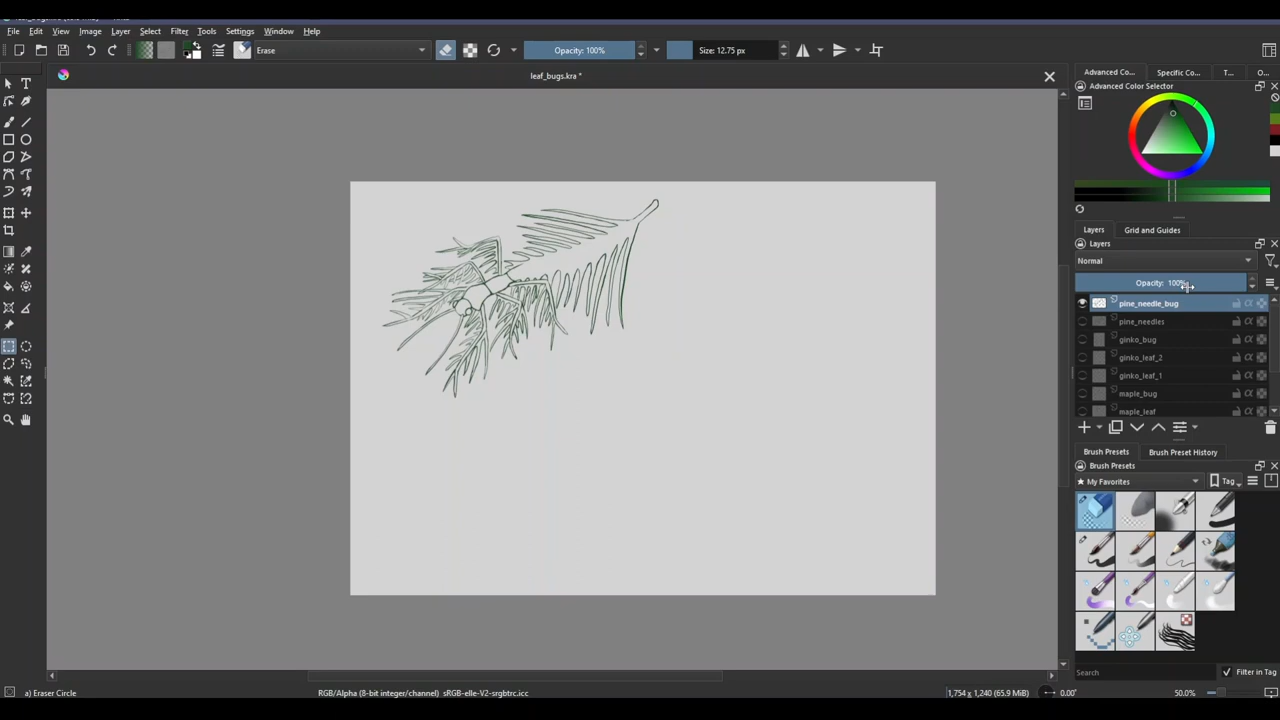 File Edit View Image Layer Select Filter Tools Settings Window Help
Erase Opacity: 100% Size: 12.75 px
leaf_bugs.kra *
Advanced Co... Specific Co... T... O...
Advanced Color Selector
Layers Grid and Guides
Layers
Normal
Opacity: 100%
pine_needle_bug
pine_needles
ginko_bug
ginko_leaf_2
ginko_leaf_1
maple_bug
maple_leaf
Brush Presets Brush Preset History
Brush Presets
★ My Favorites Tag
Search Filter in Tag
a) Eraser Circle RGB/Alpha (8-bit integer/channel) sRGB-elle-V2-srgbtrc.icc 1,754 x 1,240 (65.9 MiB) 0.00° 50.0%